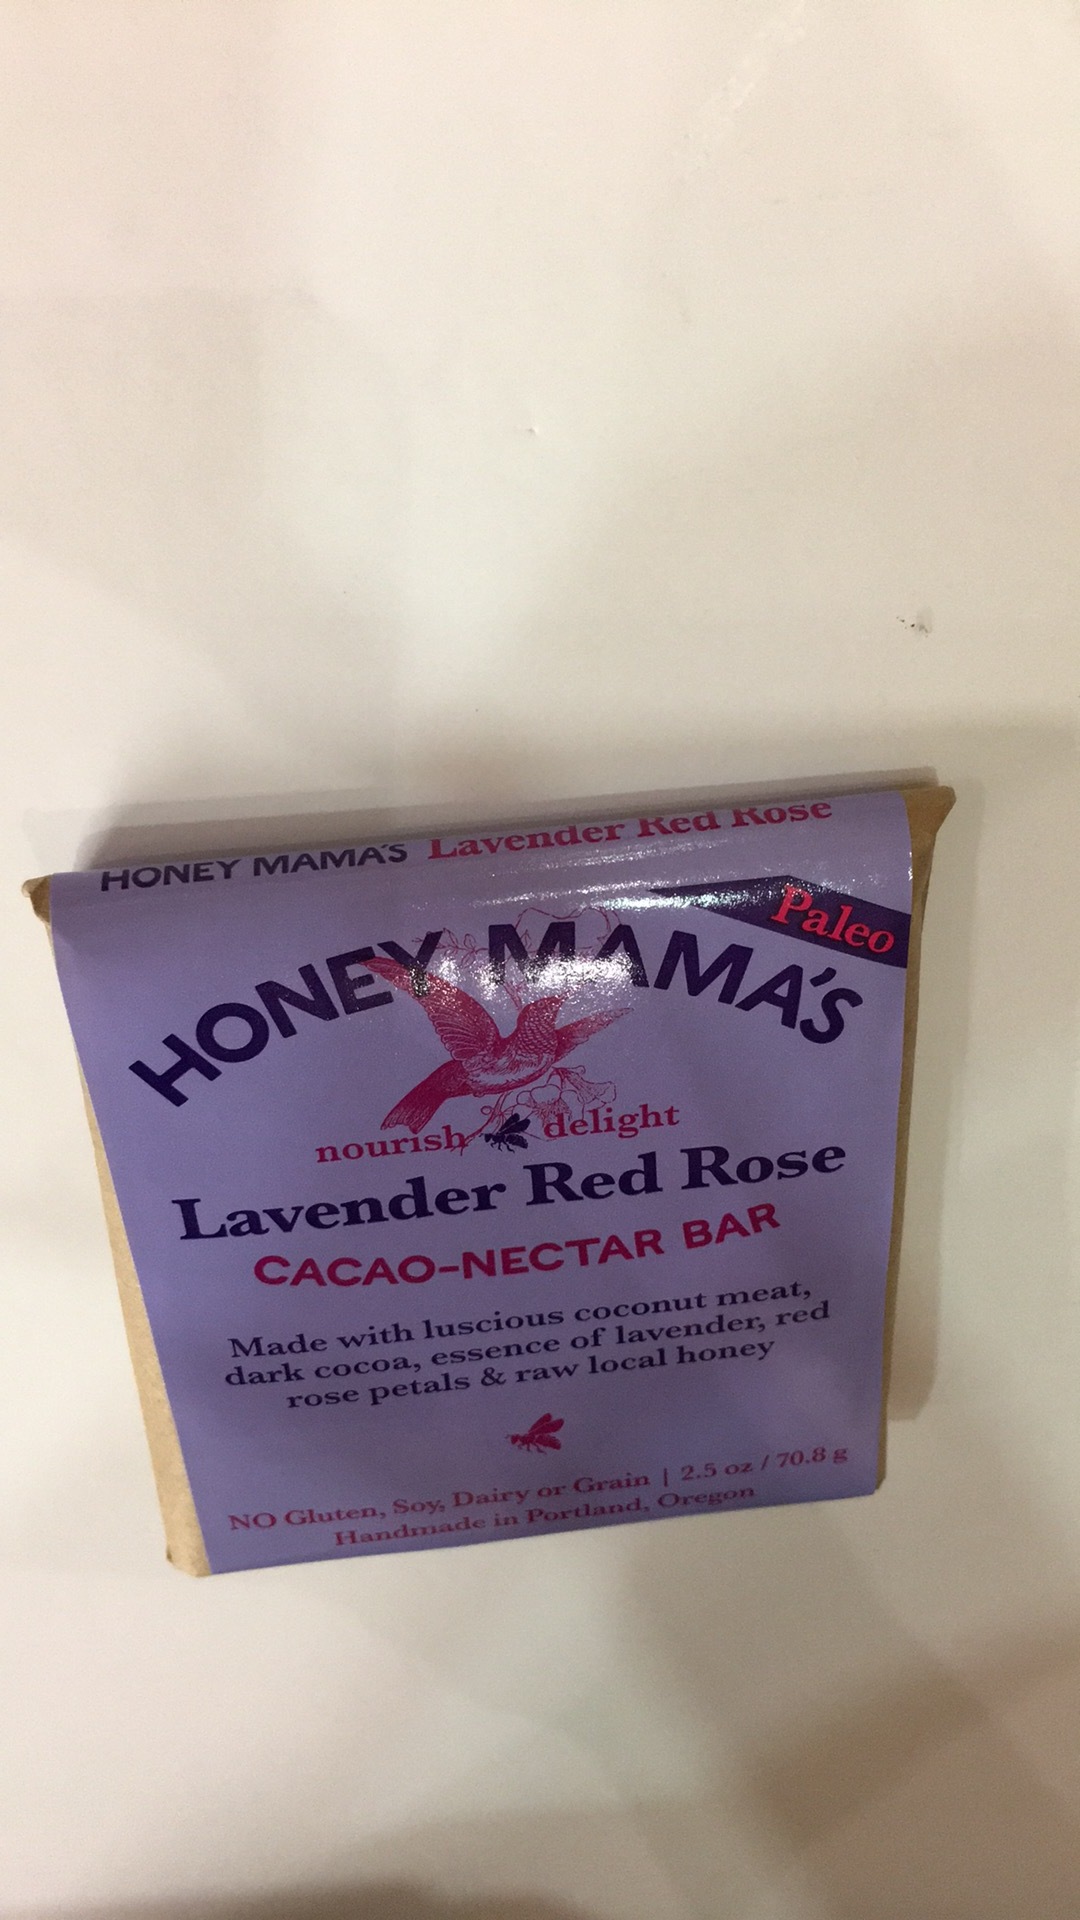 HONEY MAMA'S Lavender Red Rose
Paleo
HONEY MAMA'S
nourish delight
Lavender Red Rose
CACAO-NECTAR BAR
Made with luscious coconut meat,
dark cocoa, essence of lavender, red
rose petals & raw local honey
NO Gluten, Soy, Dairy or Grain | 2.5 oz / 70.8 g
Handmade in Portland, Oregon